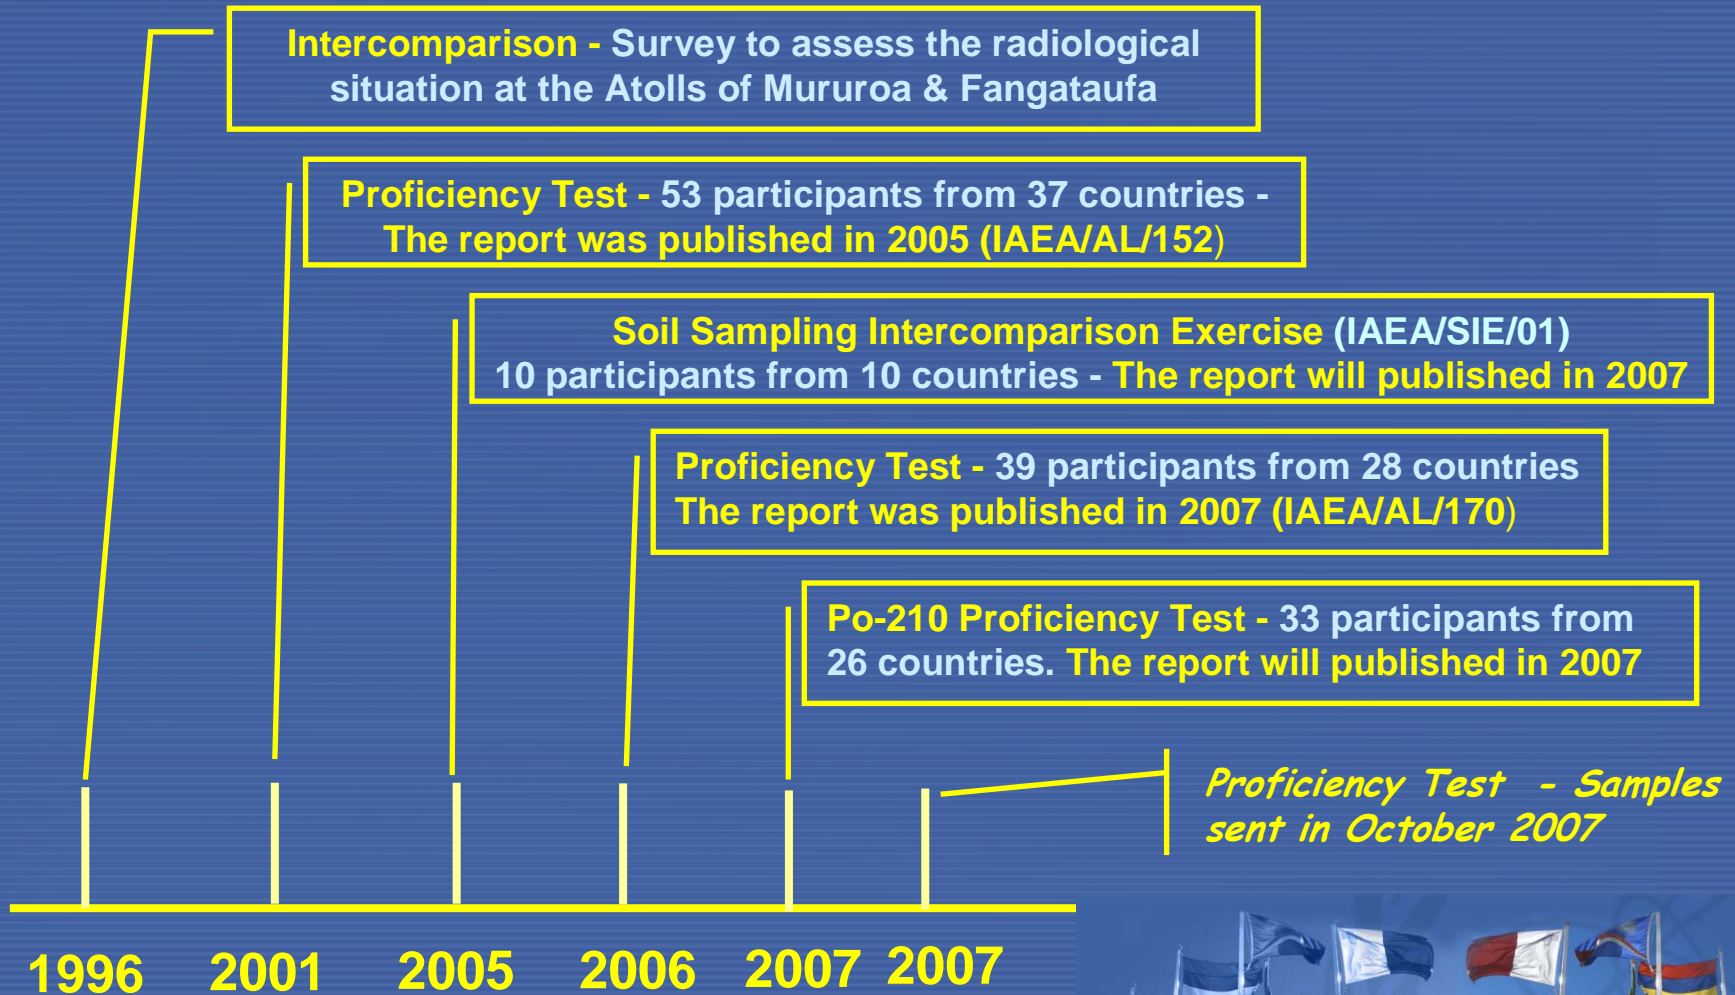 Intercomparison - Survey to assess the radiological
situation at the Atolls of Mururoa & Fangataufa
Proficiency Test - 53 participants from 37 countries -
The report was published in 2005 (IAEA/AL/152)
Soil Sampling Intercomparison Exercise (IAEA/SIE/01)
10 participants from 10 countries - The report will published in 2007
Proficiency Test - 39 participants from 28 countries
The report was published in 2007 (IAEA/AL/170)
Po-210 Proficiency Test - 33 participants from
26 countries. The report will published in 2007
Proficiency Test - Samples
sent in October 2007
1996 2001 2005 2006 2007 2007